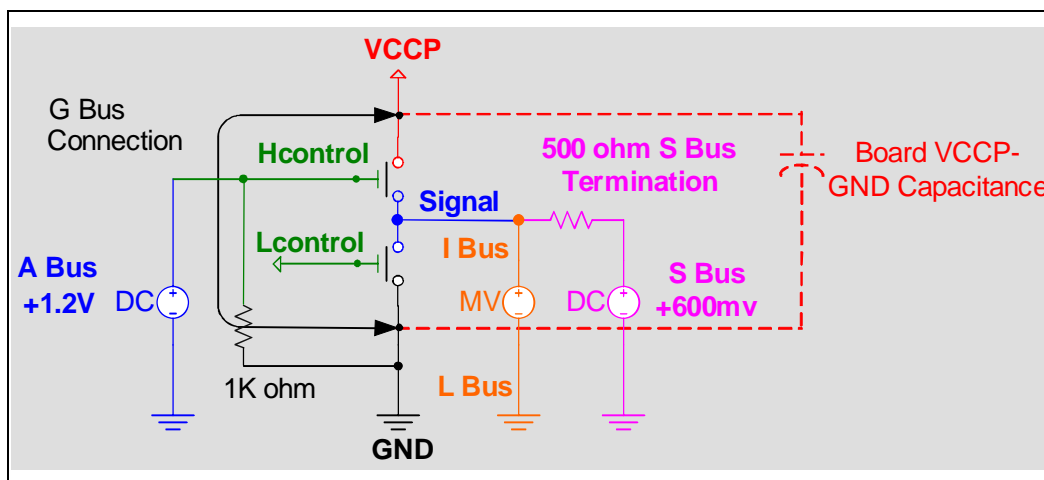 VCCP
G Bus
Connection
Hcontrol
500 ohm S Bus
Termination
Board VCCP-
GND Capacitance
Signal
Lcontrol
I Bus
A Bus
+1.2V
DC
MV
DC
S Bus
+600mv
1K ohm
L Bus
GND